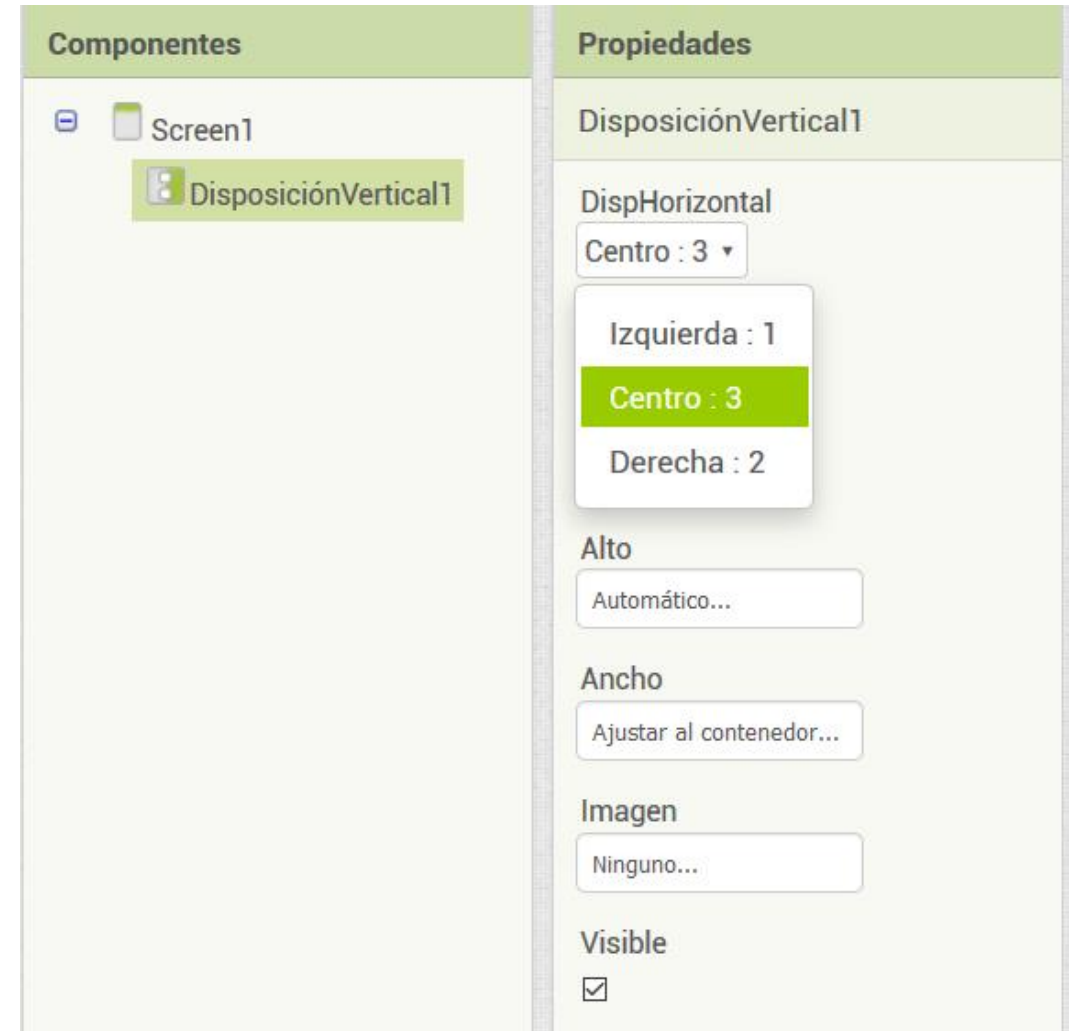 Componentes
Screen1
DisposiciónVertical1
Propiedades
DisposiciónVertical1
DispHorizontal
Centro : 3
Izquierda : 1
Centro : 3
Derecha : 2
Alto
Automático...
Ancho
Ajustar al contenedor...
Imagen
Ninguno...
Visible